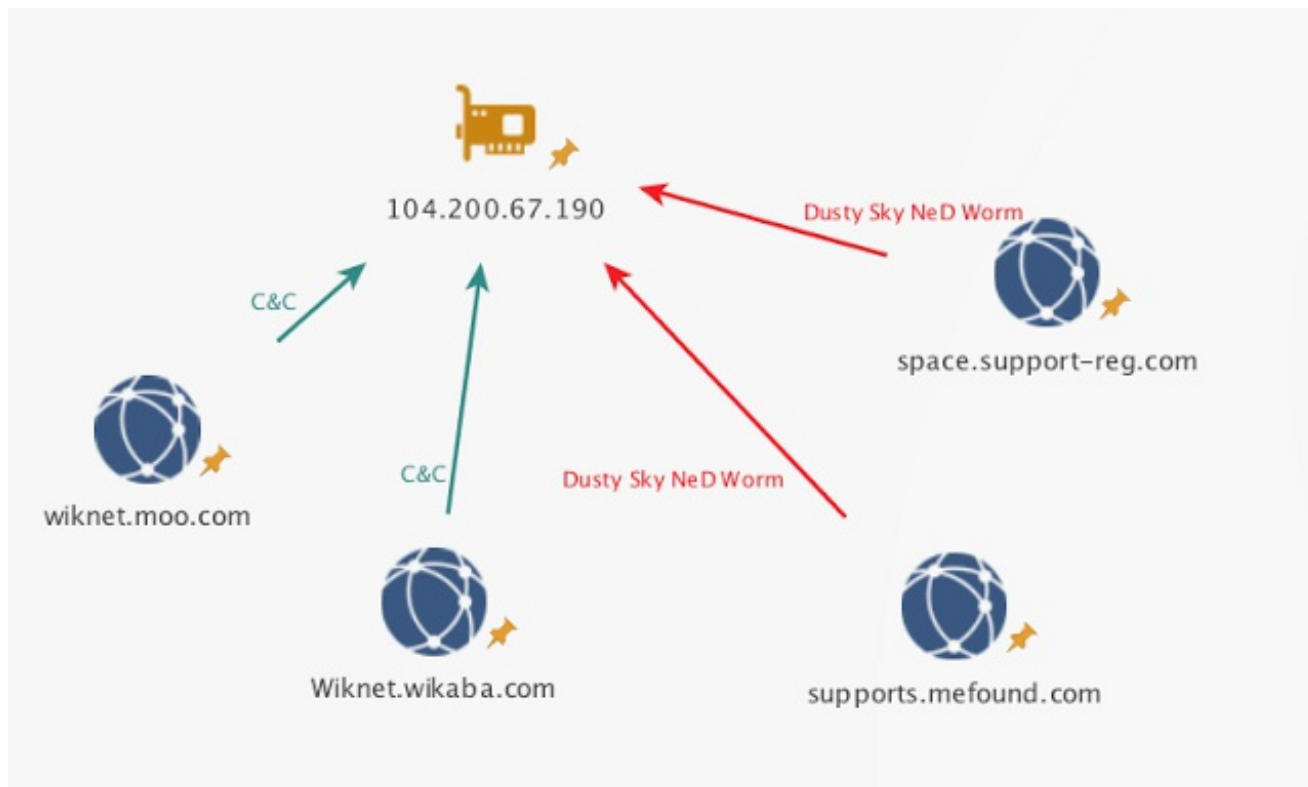 104.200.67.190
Dusty Sky NeD Worm
C&C
space.support-reg.com
C&C
Dusty Sky NeD Worm
wiknet.moo.com
Wiknet.wikaba.com
supports.mefound.com